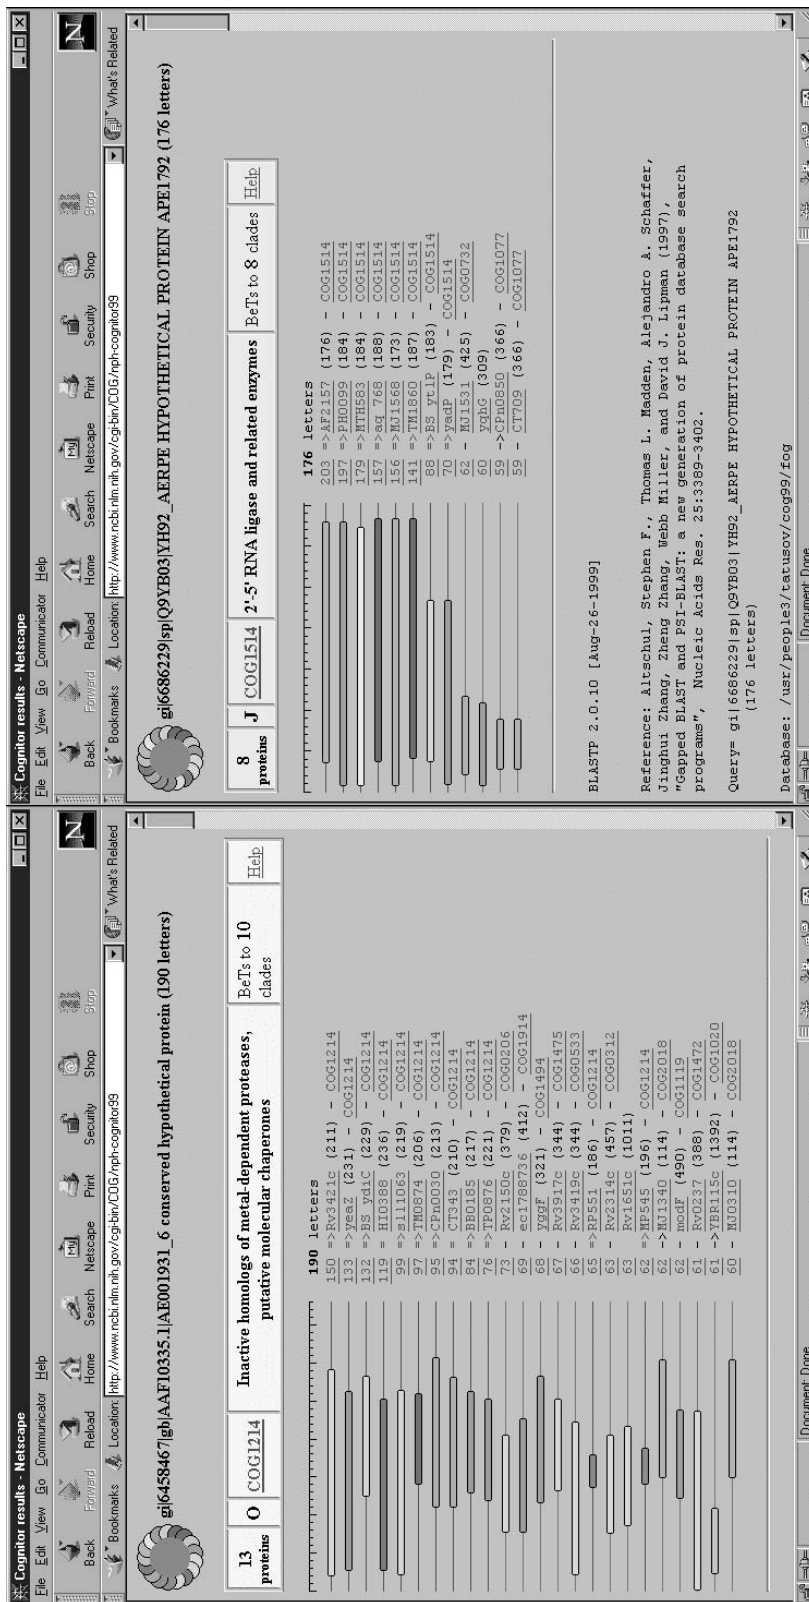 Cognitor results - Netscape
File Edit View Go Communicator Help
Back Forward Reload Home Search Netscape Print Security Shop Stop
Bookmarks Location: http://www.ncbi.nlm.nih.gov/cgi-bin/COG/nph-cognitor99 What's Related
gi|6458467|gb|AAF10335.1|AE001931_6 conserved hypothetical protein (190 letters)
13 proteins O COG1214 Inactive homologs of metal-dependent proteases, putative molecular chaperones BeTs to 10 clades Help
190 letters
150 =>Rv3421c (211) - COG1214
133 =>yeaZ (231) - COG1214
132 =>BS ydiC (229) - COG1214
119 = HI0388 (236) - COG1214
99 =>sll1063 (219) - COG1214
97 =>TM0874 (206) - COG1214
95 =>CPn0030 (213) - COG1214
94 = CT343 (210) - COG1214
84 =>BB0185 (217) - COG1214
76 =>TP0876 (221) - COG1214
73 - Rv2150c (379) - COG0206
69 - ec1788736 (412) - COG1914
68 - yggF (321) - COG1494
67 - Rv3917c (344) - COG1475
66 - Rv3419c (344) - COG0533
65 =>RP551 (186) - COG1214
63 - Rv2314c (457) - COG0312
63 Rv1651c (1011)
62 =>MP545 (196) - COG1214
62 ->MJ1340 (114) - COG2018
62 - modF (490) - COG1119
61 - Rv0237 (388) - COG1472
61 ->YBR115c (1392) - COG1020
60 - MJ0310 (114) - COG2018
Document: Done
Cognitor results - Netscape
File Edit View Go Communicator Help
Back Forward Reload Home Search Netscape Print Security Shop Stop
Bookmarks Location: http://www.ncbi.nlm.nih.gov/cgi-bin/COG/nph-cognitor99 What's Related
gi|6686229|sp|Q9YB03|YH92_AERPE HYPOTHETICAL PROTEIN APE1792 (176 letters)
8 proteins J COG1514 2'-5' RNA ligase and related enzymes BeTs to 8 clades Help
176 letters
203 =>AF2157 (176) - COG1514
197 =>PH0099 (184) - COG1514
179 =>MTH583 (184) - COG1514
157 =>aq 768 (188) - COG1514
156 =>MJ1568 (173) - COG1514
141 =>TM1860 (187) - COG1514
88 =>BS ytlP (183) - COG1514
70 =>yadP (179) - COG1514
62 - MJ1531 (425) - COG0732
60 yqhG (309)
59 ->CPn0850 (366) - COG1077
59 - CT709 (366) - COG1077
BLASTP 2.0.10 [Aug-26-1999]
Reference: Altschul, Stephen F., Thomas L. Madden, Alejandro A. Schaffer,
Jinghui Zhang, Zheng Zhang, Webb Miller, and David J. Lipman (1997),
"Gapped BLAST and PSI-BLAST: a new generation of protein database search
programs", Nucleic Acids Res. 25:3389-3402.
Query= gi|6686229|sp|Q9YB03|YH92_AERPE HYPOTHETICAL PROTEIN APE1792
(176 letters)
Database: /usr/people3/tatusov/cog99/fog
Document: Done